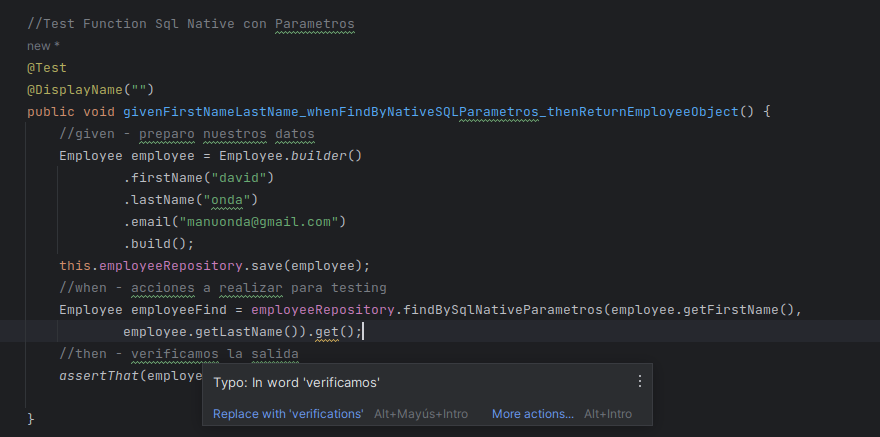 //Test Function Sql Native con Parametros
new *
@Test
@DisplayName("")
public void givenFirstNameLastName_whenFindByNativeSQLParametros_thenReturnEmployeeObject() {
//given - preparo nuestros datos
Employee employee = Employee.builder()
.firstName("david")
.lastName("onda")
.email("manuonda@gmail.com")
.build();
this.employeeRepository.save(employee);
//when - acciones a realizar para testing
Employee employeeFind = employeeRepository.findBySqlNativeParametros(employee.getFirstName(),
employee.getLastName()).get();
//then - verificamos la salida
assertThat(employe
Typo: In word 'verificamos'
Replace with 'verifications' Alt+Mayús+Intro More actions... Alt+Intro
}